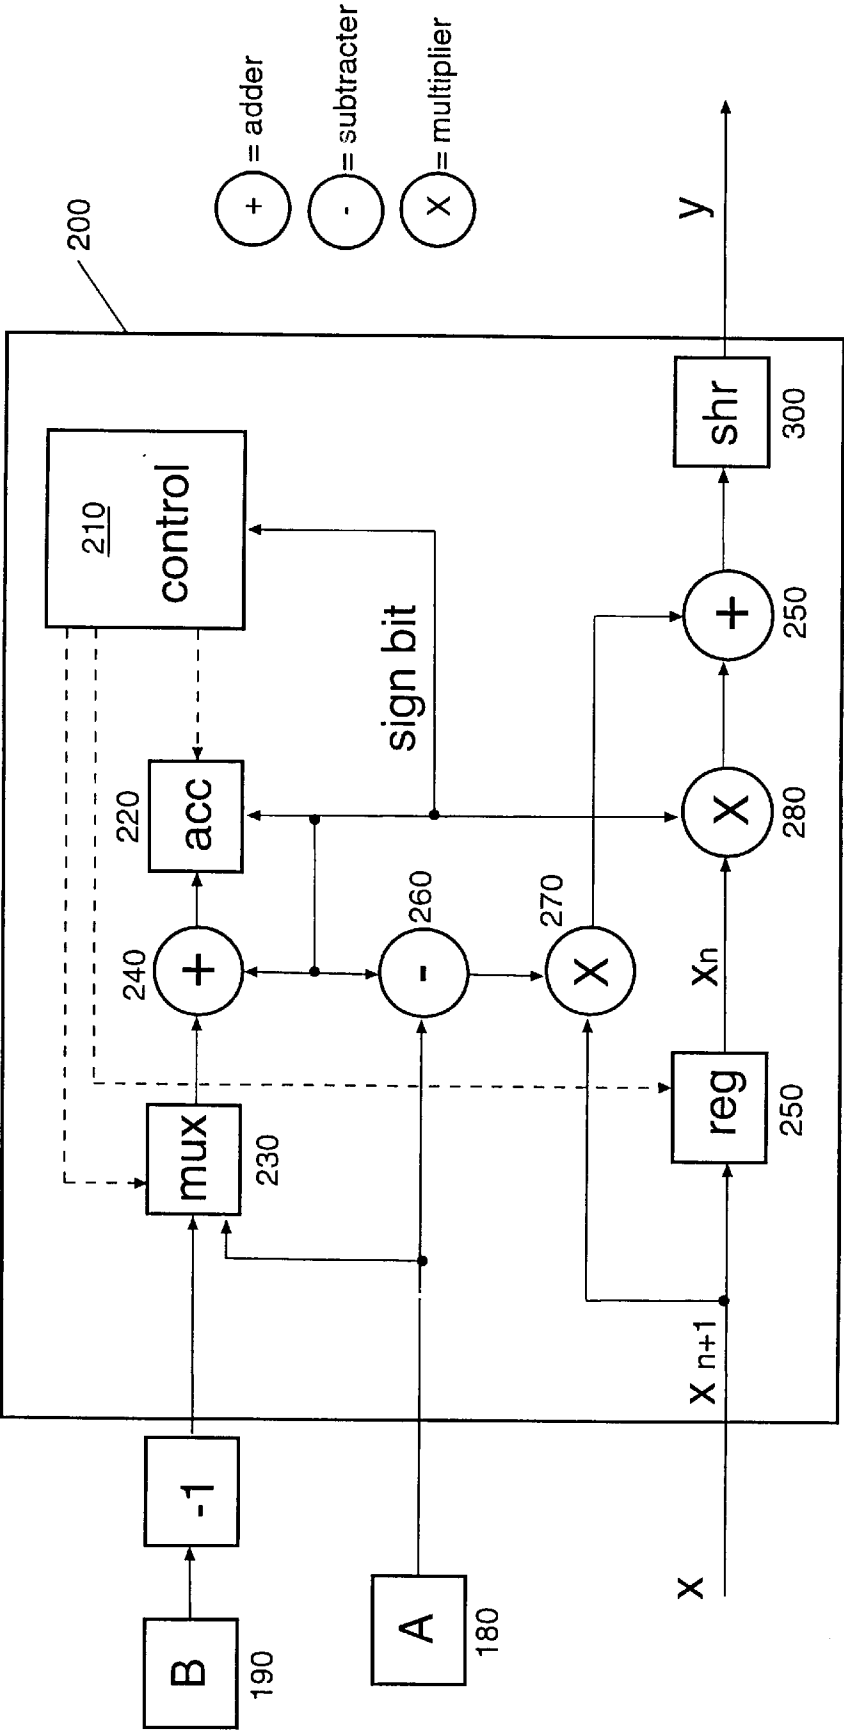 200
+ = adder
- = subtracter
X = multiplier
210
control
220
acc
sign bit
240
+
mux
230
260
-
270
X
B
190
-1
A
180
x
x n+1
reg
250
xn
X
280
+
250
shr
300
y